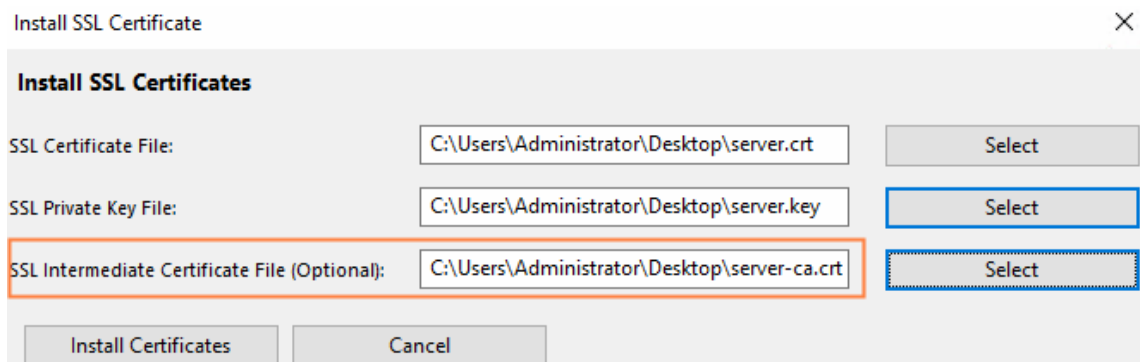 Install SSL Certificate
Install SSL Certificates
SSL Certificate File: C:\Users\Administrator\Desktop\server.crt Select
SSL Private Key File: C:\Users\Administrator\Desktop\server.key Select
SSL Intermediate Certificate File (Optional): C:\Users\Administrator\Desktop\server-ca.crt Select
Install Certificates Cancel